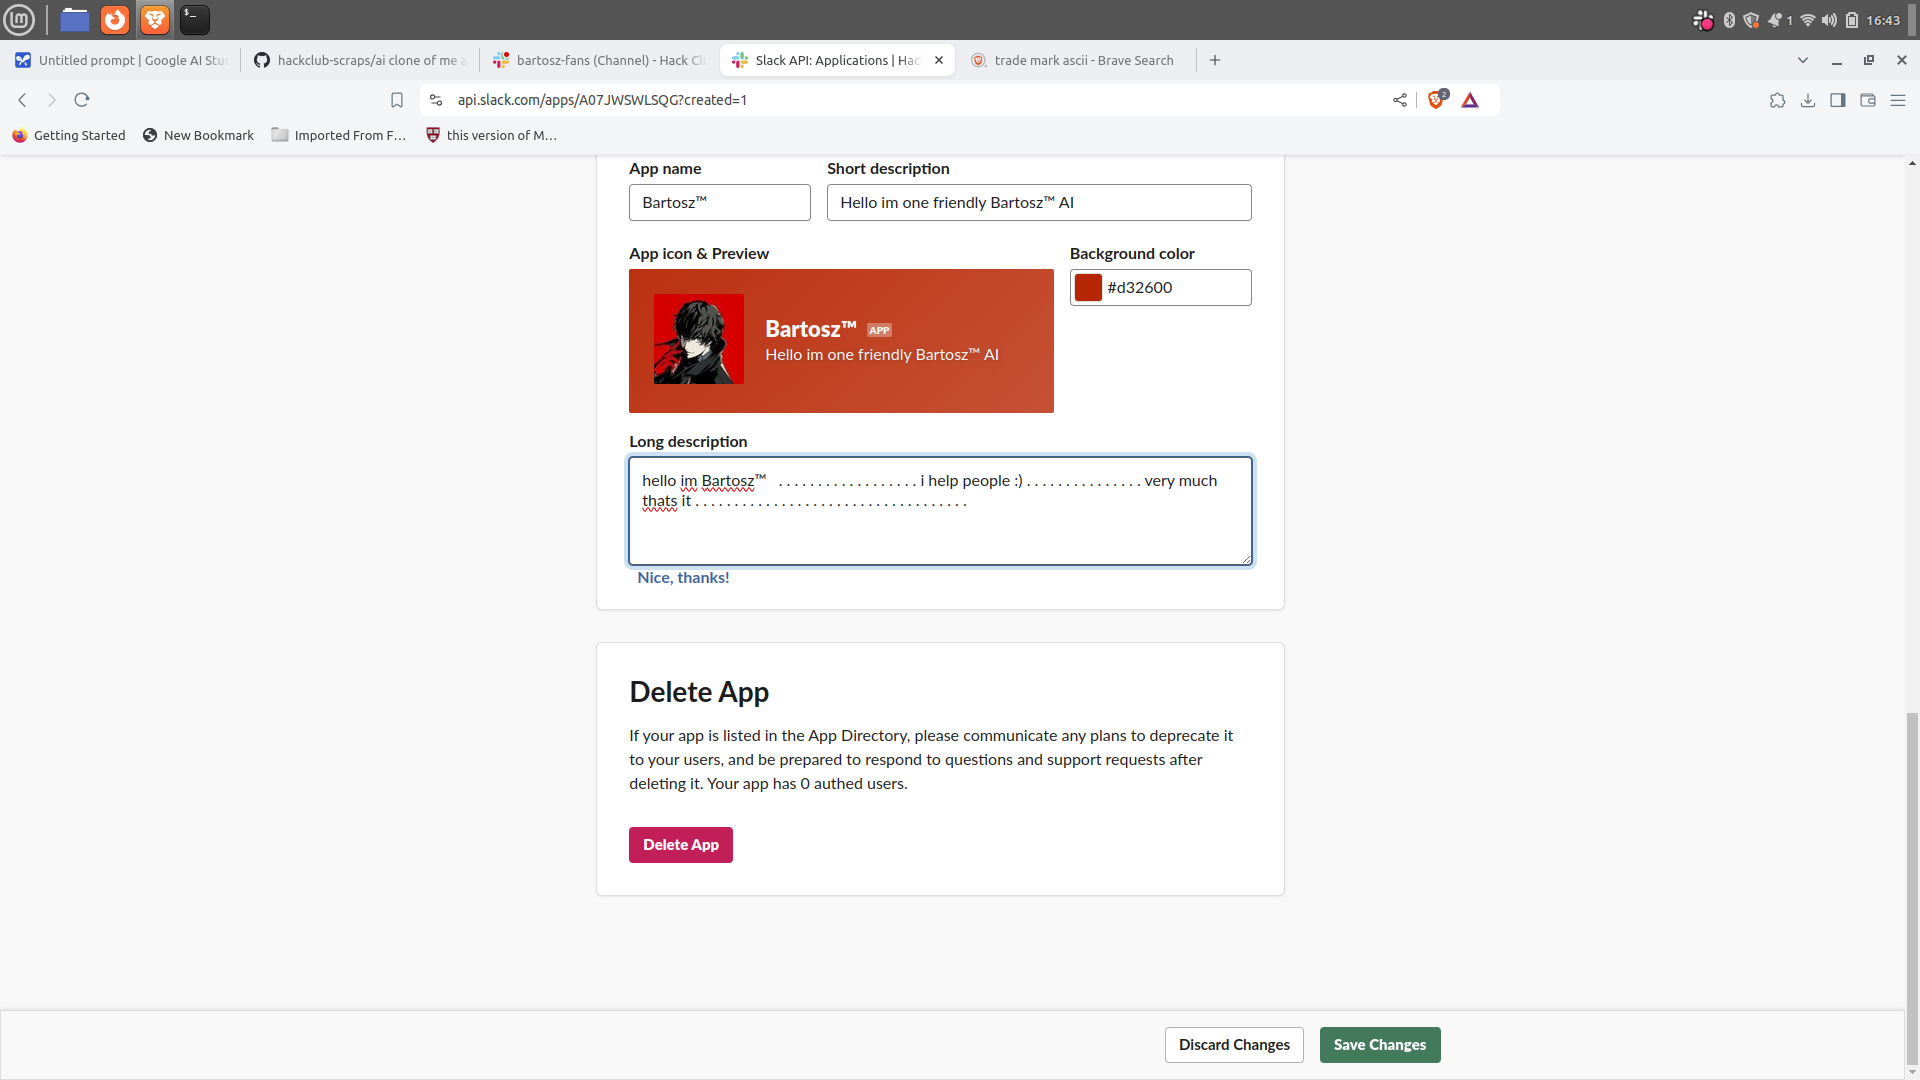 1
16:43
Untitled prompt | Google AI Stu
hackclub-scraps/ai clone of me a
bartosz-fans (Channel) - Hack Cl
Slack API: Applications | Hac
trade mark ascii - Brave Search
api.slack.com/apps/A07JWSWLSQG?created=1
2
Getting Started
New Bookmark
Imported From F...
this version of M...
App name
Short description
Bartosz™
Hello im one friendly Bartosz™ AI
App icon & Preview
Background color
#d32600
Bartosz™ APP
Hello im one friendly Bartosz™ AI
Long description
hello im Bartosz™ . . . . . . . . . . . . . . . . . . i help people :) . . . . . . . . . . . . . . . very much
thats it . . . . . . . . . . . . . . . . . . . . . . . . . . . . . . . . . . .
Nice, thanks!
Delete App
If your app is listed in the App Directory, please communicate any plans to deprecate it
to your users, and be prepared to respond to questions and support requests after
deleting it. Your app has 0 authed users.
Delete App
Discard Changes
Save Changes